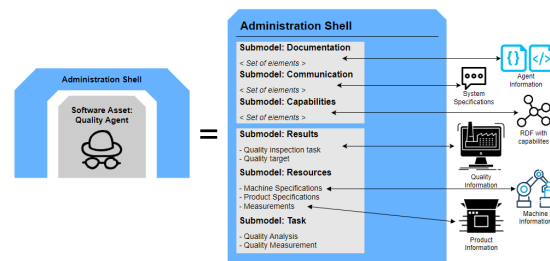 Administration Shell
Software Asset:
Quality Agent
=
Administration Shell
Submodel: Documentation
< Set of elements >
Submodel: Communication
< Set of elements >
Submodel: Capabilities
< Set of elements >
Submodel: Results
- Quality inspection task
- Quality target
Submodel: Resources
- Machine Specifications
- Product Specifications
- Measurements
Submodel: Task
- Quality Analysis
- Quality Measurement
{}
</>
Agent
Information
System
Specifications
RDF with
capabilites
Quality
Information
Machine
Information
Product
Information